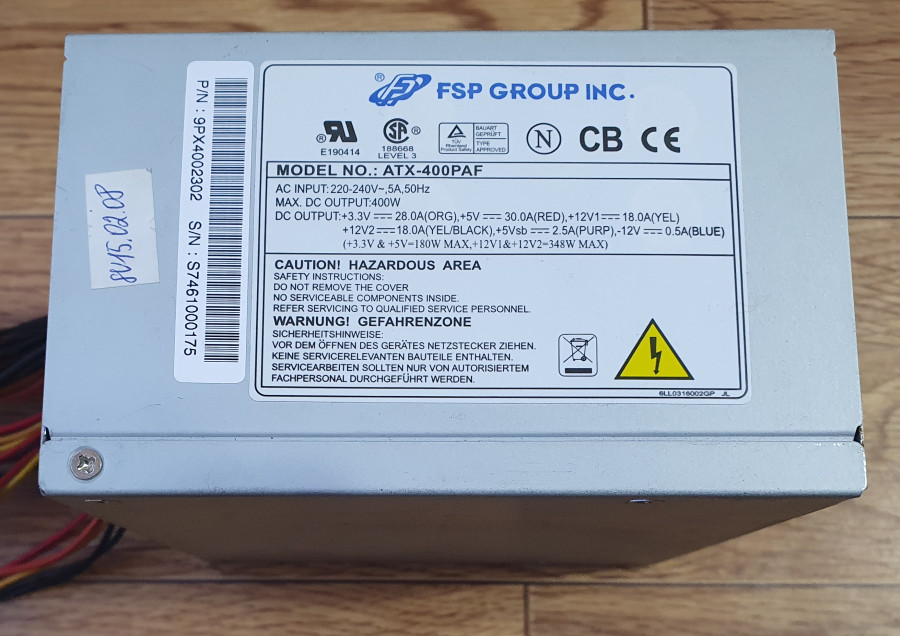 8V15.02.08
P/N : 9PX4002302 S/N : S7461000175
® FSP GROUP INC.
E190414
188668
LEVEL 3
TÜV
Rheinland
Product Safety
BAUART
GEPRÜFT
TYPE
APPROVED
N
CB CE
MODEL NO.: ATX-400PAF
AC INPUT: 220-240V~,5A,50Hz
MAX. DC OUTPUT:400W
DC OUTPUT:+3.3V ⎓ 28.0A(ORG),+5V ⎓ 30.0A(RED),+12V1⎓ 18.0A(YEL)
+12V2⎓18.0A(YEL/BLACK),+5Vsb ⎓ 2.5A(PURP),-12V ⎓0.5A(BLUE)
(+3.3V & +5V=180W MAX,+12V1&+12V2=348W MAX)
CAUTION! HAZARDOUS AREA
SAFETY INSTRUCTIONS:
DO NOT REMOVE THE COVER
NO SERVICEABLE COMPONENTS INSIDE.
REFER SERVICING TO QUALIFIED SERVICE PERSONNEL.
WARNUNG! GEFAHRENZONE
SICHERHEITSHINWEISE:
VOR DEM ÖFFNEN DES GERÄTES NETZSTECKER ZIEHEN.
KEINE SERVICERELEVANTEN BAUTEILE ENTHALTEN.
SERVICEARBEITEN SOLLTEN NUR VON AUTORISIERTEM
FACHPERSONAL DURCHGEFÜHRT WERDEN.
6LL0316002GP JL